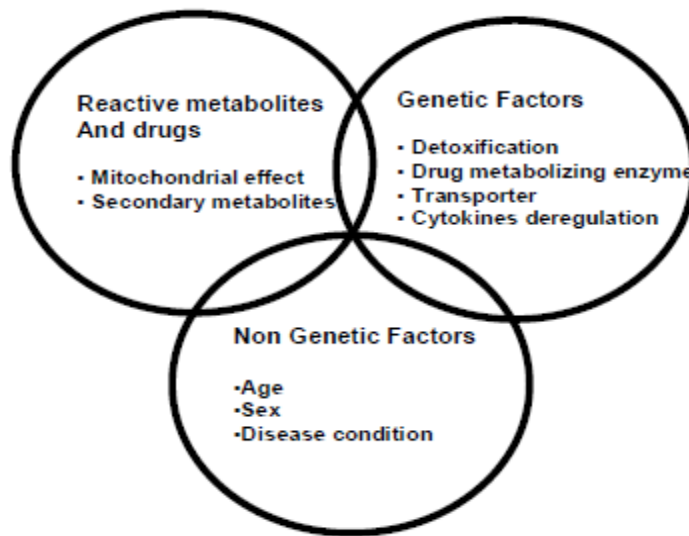 Reactive metabolites
And drugs
• Mitochondrial effect
• Secondary metabolites
Genetic Factors
• Detoxification
• Drug metabolizing enzyme
• Transporter
• Cytokines deregulation
Non Genetic Factors
•Age
•Sex
•Disease condition